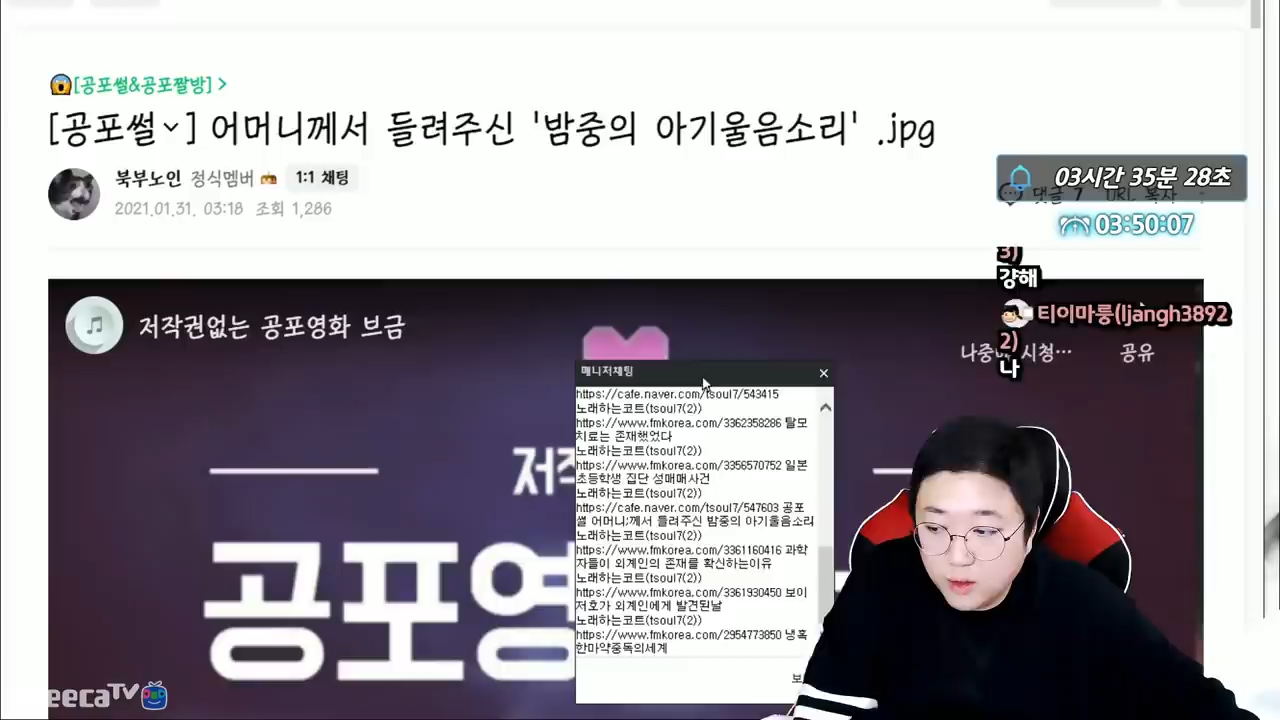 [공포썰&공포짤방] >
[공포썰] 어머니께서 들려주신 '밤중의 아기울음소리' .jpg
북부노인 정식멤버 1:1 채팅
2021.01.31. 03:18 조회 1,286
댓글 7 URL 복사
03시간 35분 28초
03:50:07
3)
걍해
티이마룽(ljangh3892
2)
나
저작권없는 공포영화 브금
나중에 시청… 공유
공포영
매니저채팅
https://cafe.naver.com/tsoul7/543415
노래하는코트(tsoul7(2))
https://www.fmkorea.com/3362358286 탈모
치료는 존재했었다
노래하는코트(tsoul7(2))
https://www.fmkorea.com/3356570752 일본
초등학생 집단 성매매사건
노래하는코트(tsoul7(2))
https://cafe.naver.com/tsoul7/547603 공포
썰 어머니;께서 들려주신 밤중의 아기울음소리
노래하는코트(tsoul7(2))
https://www.fmkorea.com/3361160416 과학
자들이 외계인의 존재를 확신하는이유
노래하는코트(tsoul7(2))
https://www.fmkorea.com/3361930450 보이
저호가 외계인에게 발견된날
노래하는코트(tsoul7(2))
https://www.fmkorea.com/2954773850 냉혹
한마약중독의세계
eecaTV